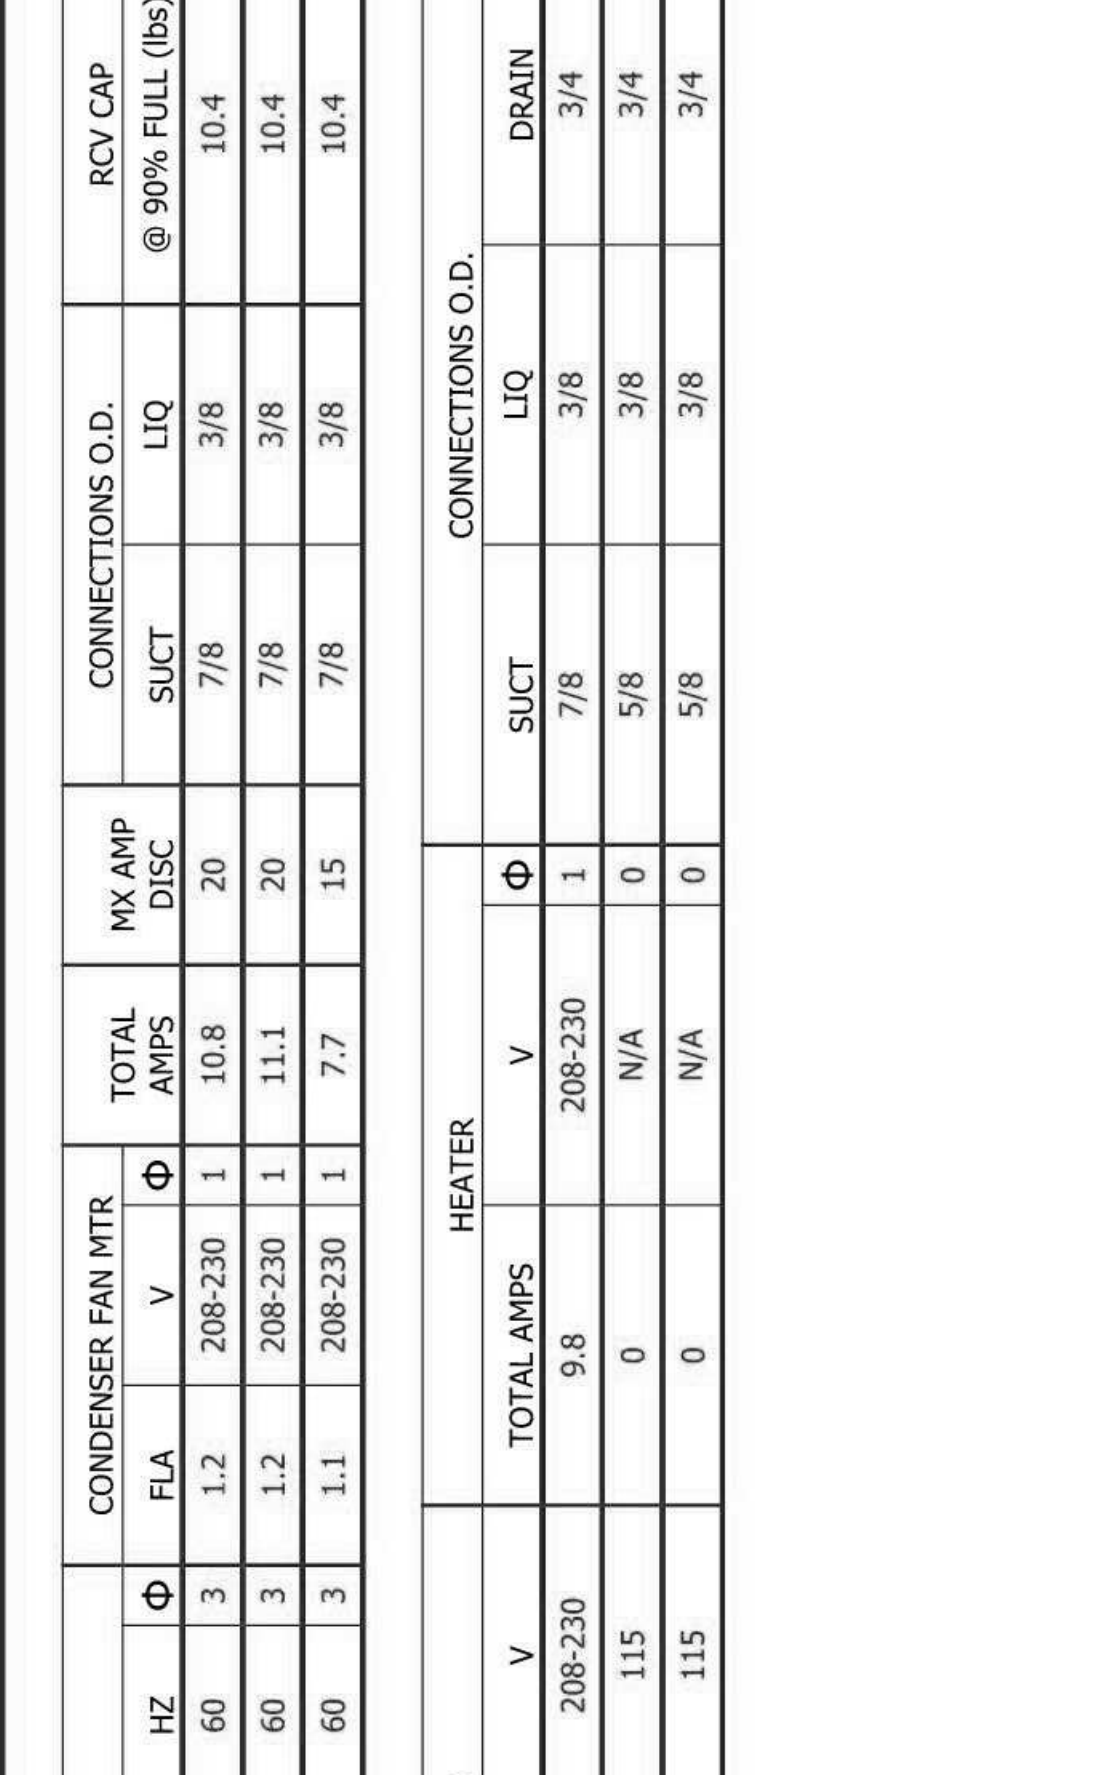 CONDENSER FAN MTR TOTAL AMPS MX AMP DISC CONNECTIONS O.D. RCV CAP
HZ Φ FLA V Φ SUCT LIQ @ 90% FULL (lbs)
60 3 1.2 208-230 1 10.8 20 7/8 3/8 10.4
60 3 1.2 208-230 1 11.1 20 7/8 3/8 10.4
60 3 1.1 208-230 1 7.7 15 7/8 3/8 10.4
HEATER CONNECTIONS O.D.
V TOTAL AMPS V Φ SUCT LIQ DRAIN
208-230 9.8 208-230 1 7/8 3/8 3/4
115 0 N/A 0 5/8 3/8 3/4
115 0 N/A 0 5/8 3/8 3/4